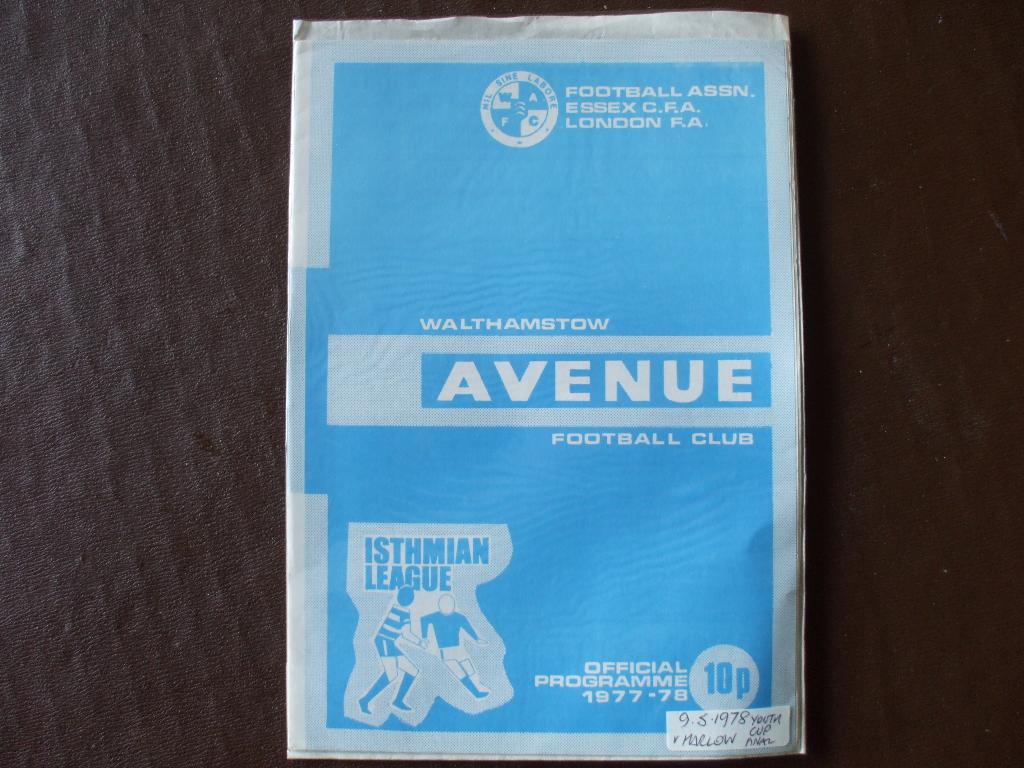 NIL SINE LABORE
W A
F C
FOOTBALL ASSN.
ESSEX C.F.A.
LONDON F.A.
WALTHAMSTOW
AVENUE
FOOTBALL CLUB
ISTHMIAN
LEAGUE
OFFICIAL
PROGRAMME
1977-78
10p
9.5.1978 YOUTH
CUP
v MARLOW FINAL